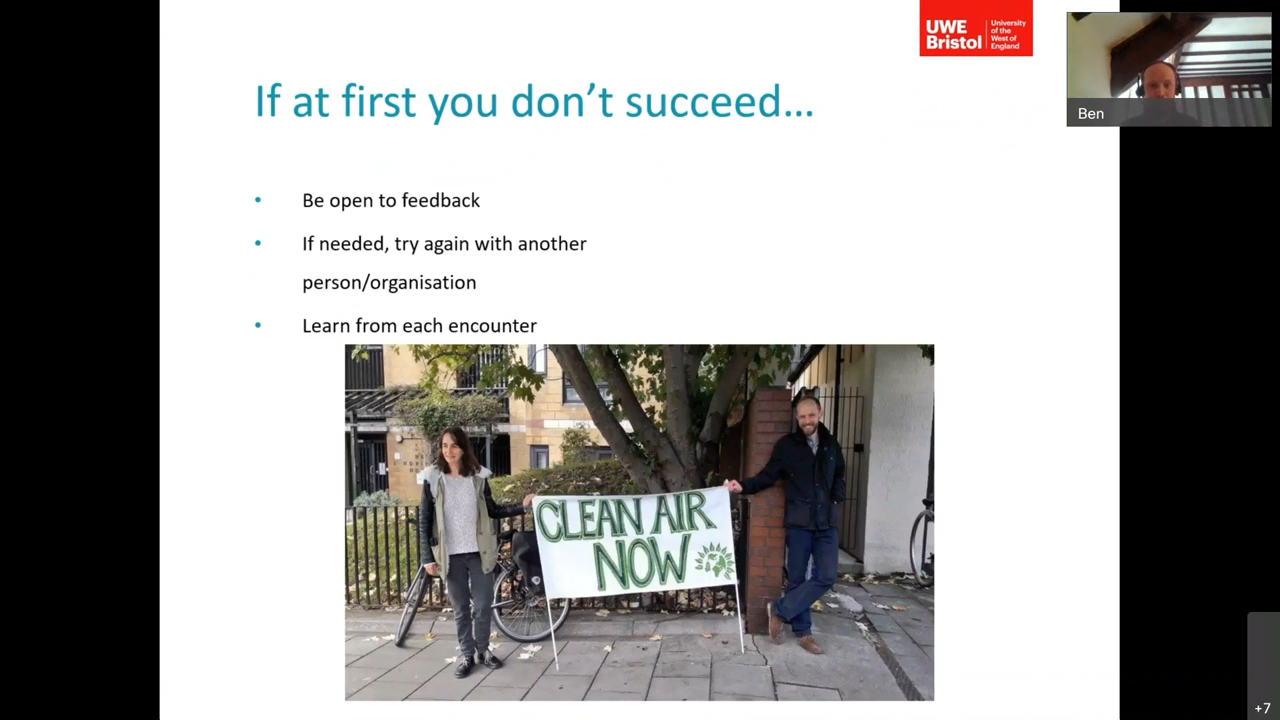 UWE
Bristol
University
of the
West of
England
Ben
If at first you don't succeed...
• Be open to feedback
• If needed, try again with another
person/organisation
• Learn from each encounter
CLEAN AIR
NOW
+7